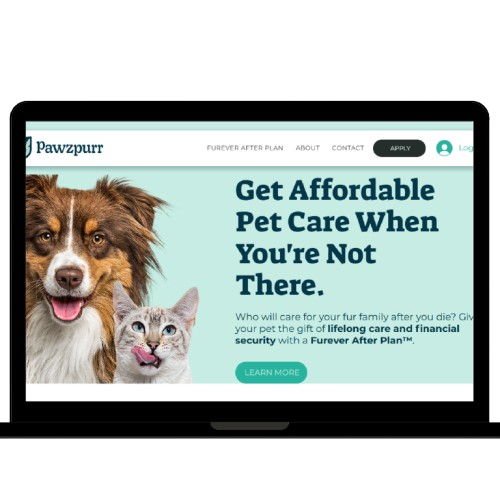 Pawzpurr
FUREVER AFTER PLAN ABOUT CONTACT APPLY Log
Get Affordable
Pet Care When
You're Not
There.
Who will care for your fur family after you die? Giv
your pet the gift of lifelong care and financial
security with a Furever After Plan™.
LEARN MORE